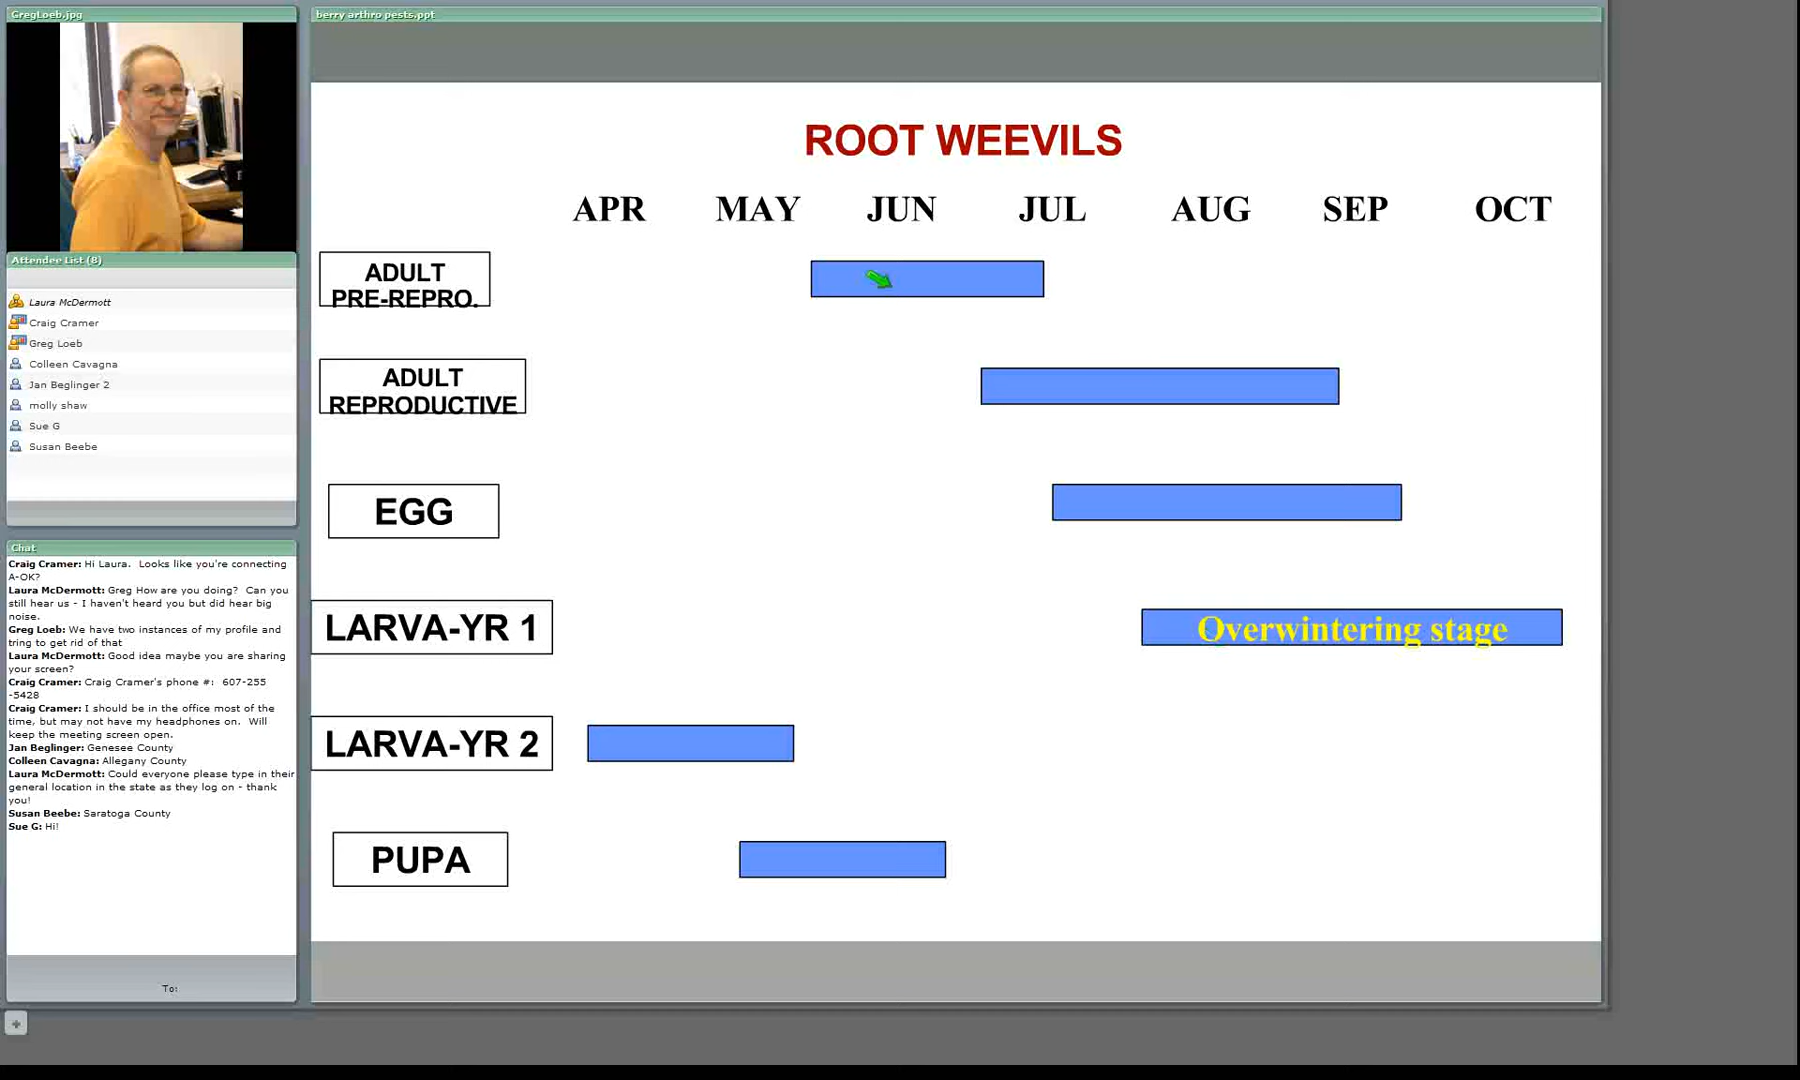 GregLoeb.jpg
berry arthro pests.ppt
ROOT WEEVILS
APR MAY JUN JUL AUG SEP OCT
ADULT
PRE-REPRO.
ADULT
REPRODUCTIVE
EGG
LARVA-YR 1
Overwintering stage
LARVA-YR 2
PUPA
Attendee List (8)
Laura McDermott
Craig Cramer
Greg Loeb
Colleen Cavagna
Jan Beglinger 2
molly shaw
Sue G
Susan Beebe
Chat
Craig Cramer: Hi Laura. Looks like you're connecting
A-OK?
Laura McDermott: Greg How are you doing? Can you
still hear us - I haven't heard you but did hear big
noise.
Greg Loeb: We have two instances of my profile and
tring to get rid of that
Laura McDermott: Good idea maybe you are sharing
your screen?
Craig Cramer: Craig Cramer's phone #: 607-255
-5428
Craig Cramer: I should be in the office most of the
time, but may not have my headphones on. Will
keep the meeting screen open.
Jan Beglinger: Genesee County
Colleen Cavagna: Allegany County
Laura McDermott: Could everyone please type in their
general location in the state as they log on - thank
you!
Susan Beebe: Saratoga County
Sue G: Hi!
To: